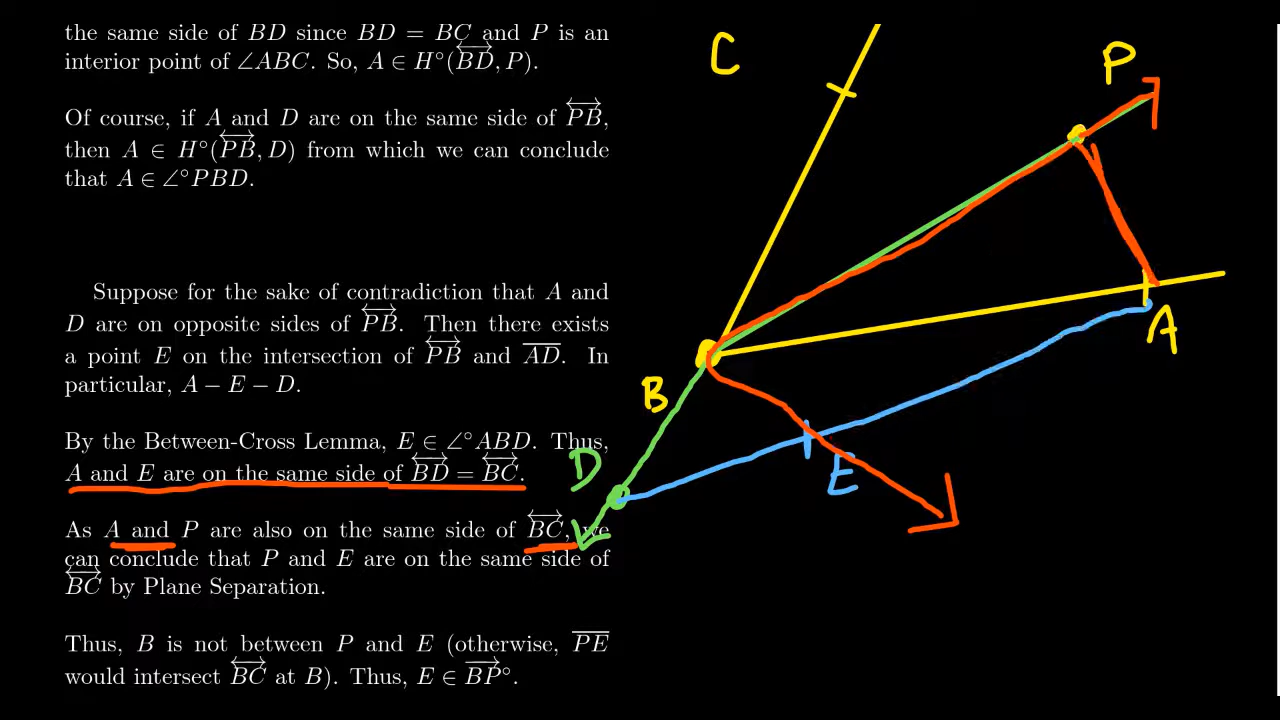 the same side of BD since BD = BC and P is an
interior point of ∠ABC. So, A ∈ H°(B͟D, P).
Of course, if A and D are on the same side of PB,
then A ∈ H°(PB, D) from which we can conclude
that A ∈ ∠°PBD.
Suppose for the sake of contradiction that A and
D are on opposite sides of PB. Then there exists
a point E on the intersection of PB and AD. In
particular, A − E − D.
By the Between-Cross Lemma, E ∈ ∠°ABD. Thus,
A and E are on the same side of BD = BC.
As A and P are also on the same side of BC, we
can conclude that P and E are on the same side of
BC by Plane Separation.
Thus, B is not between P and E (otherwise, PE
would intersect BC at B). Thus, E ∈ BP°.
C
P
A
B
D
E